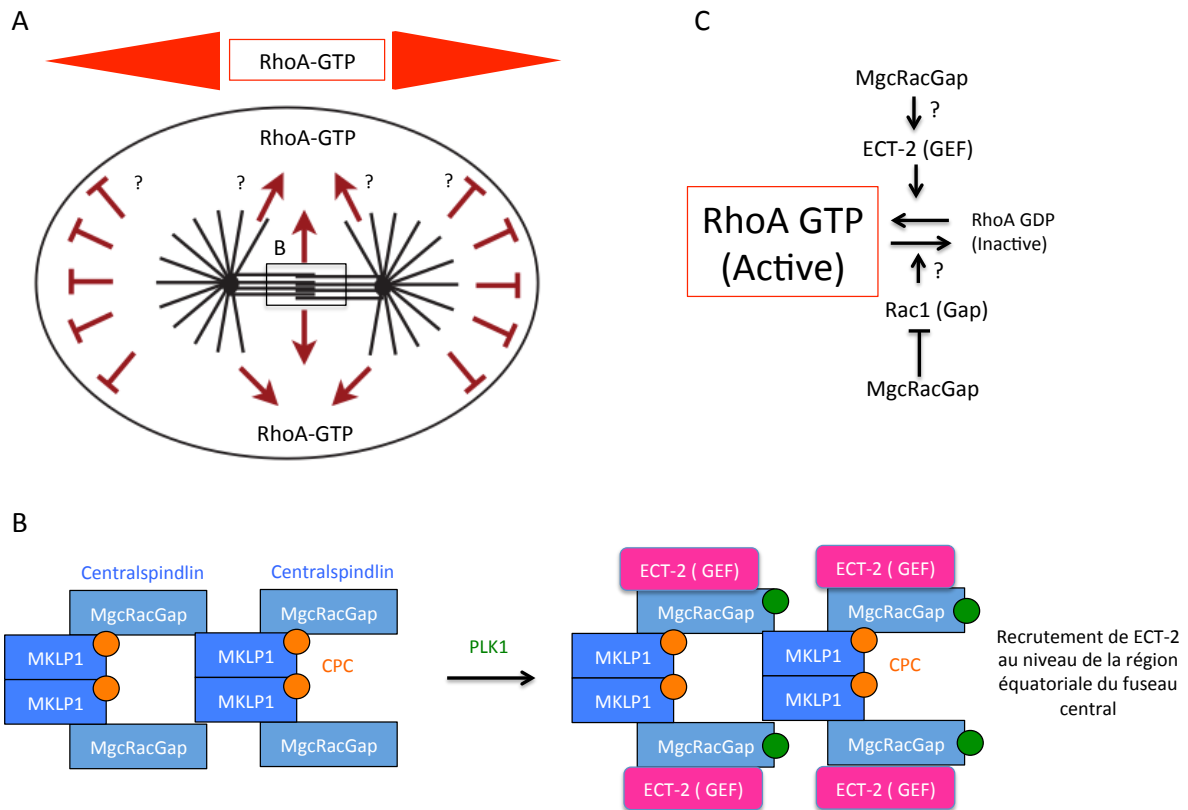 A
RhoA-GTP
RhoA-GTP
?
?
?
?
B
RhoA-GTP
C
MgcRacGap
?
ECT-2 (GEF)
RhoA GTP
(Active)
RhoA GDP
(Inactive)
?
Rac1 (Gap)
MgcRacGap
B
Centralspindlin
Centralspindlin
MgcRacGap
MgcRacGap
MKLP1
MKLP1
CPC
MKLP1
MKLP1
MgcRacGap
MgcRacGap
PLK1
ECT-2 ( GEF)
ECT-2 ( GEF)
MgcRacGap
MgcRacGap
MKLP1
MKLP1
CPC
MKLP1
MKLP1
MgcRacGap
MgcRacGap
ECT-2 ( GEF)
ECT-2 ( GEF)
Recrutement de ECT-2
au niveau de la région
équatoriale du fuseau
central